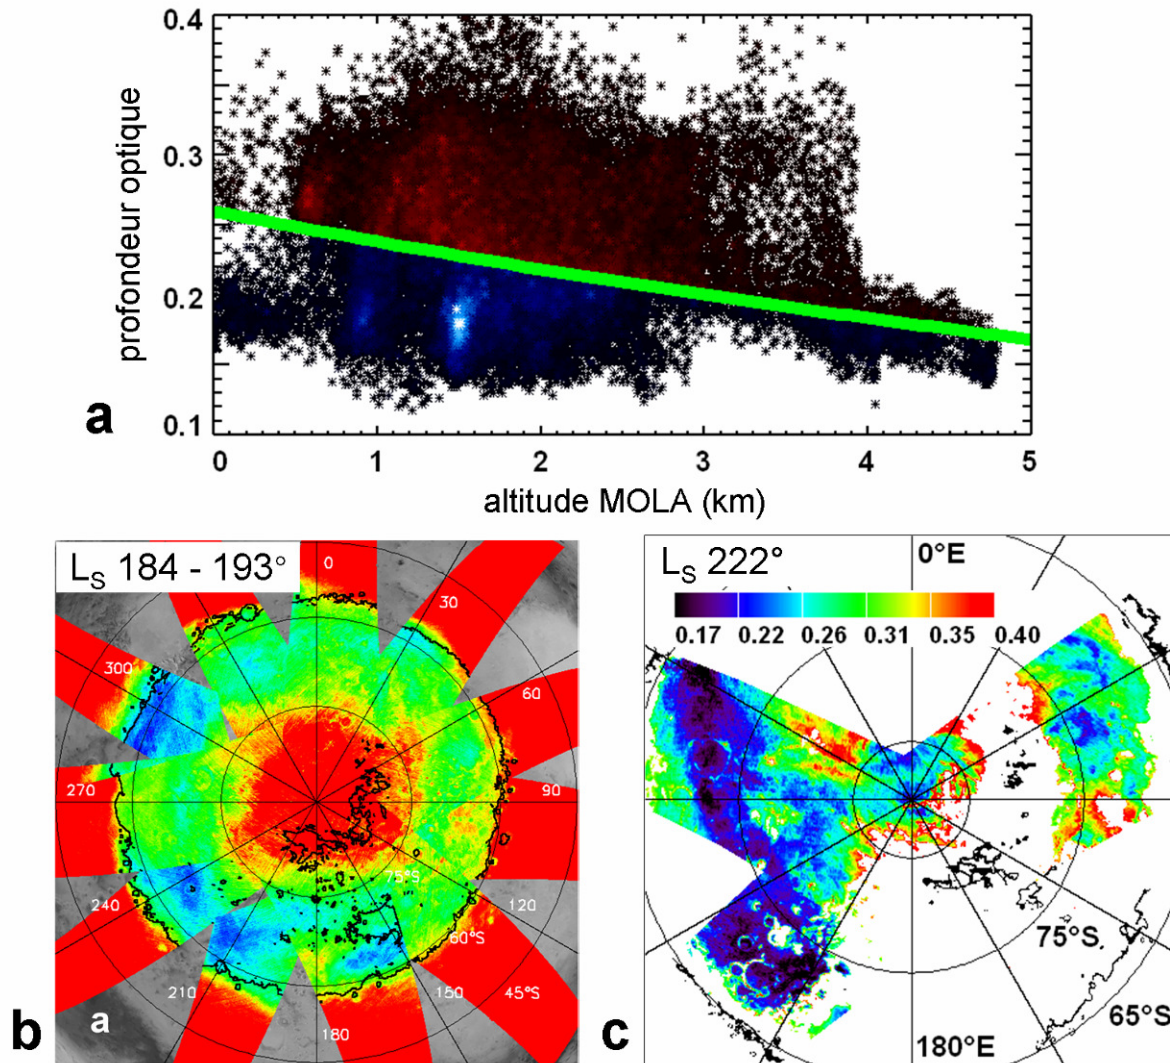 0.4
0.3
0.2
0.1
profondeur optique
a
0 1 2 3 4 5
altitude MOLA (km)
L_S 184 - 193°
0
30
60
90
120
150
180
210
240
270
300
75°S
60°S
45°S
a
b
L_S 222°
0°E
0.17 0.22 0.26 0.31 0.35 0.40
75°S
65°S
180°E
c